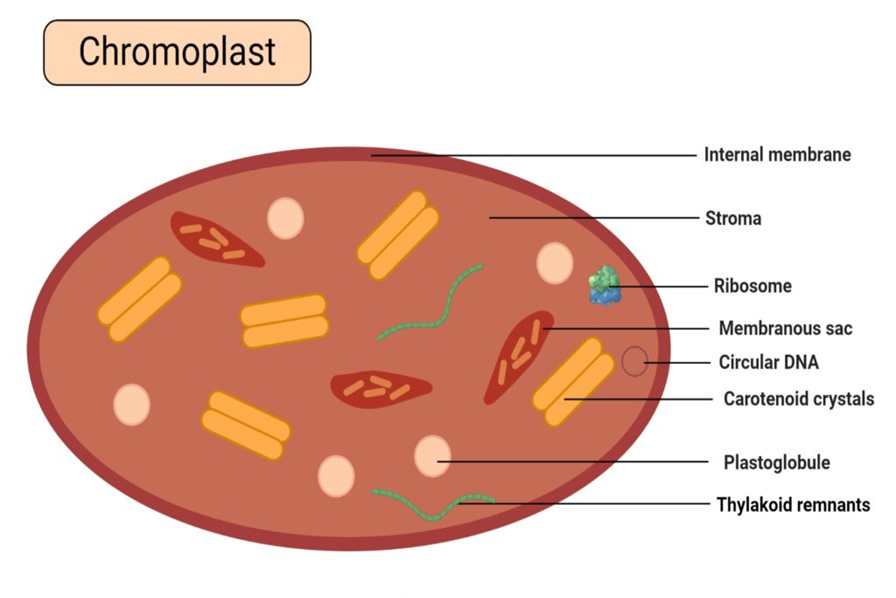 Chromoplast
Internal membrane
Stroma
Ribosome
Membranous sac
Circular DNA
Carotenoid crystals
Plastoglobule
Thylakoid remnants